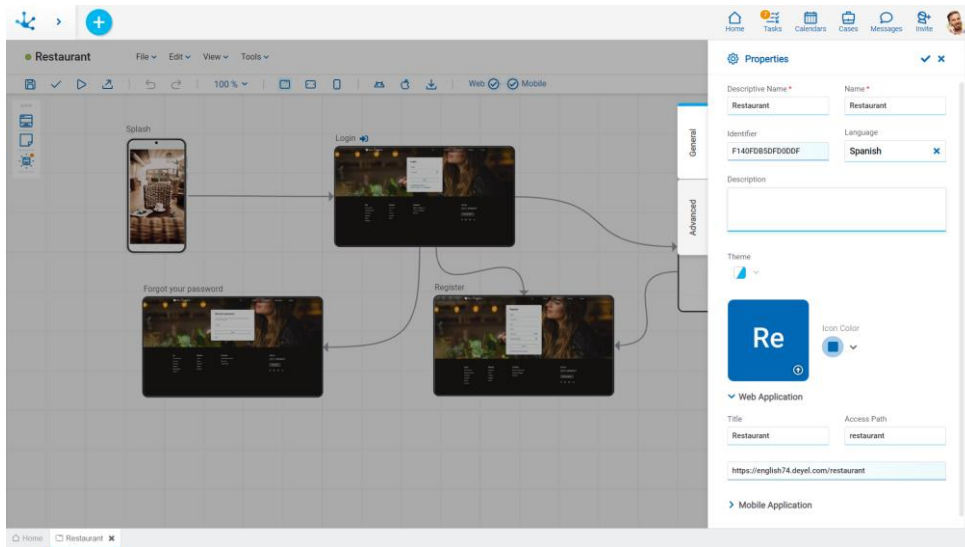 Home
2
Tasks
Calendars
Cases
Messages
Invite
Restaurant
File
Edit
View
Tools
100 %
Web
Mobile
Splash
Login
Forgot your password
Register
General
Advanced
Properties
Descriptive Name *
Name *
Restaurant
Restaurant
Identifier
Language
F140FDB5DFD0DDF
Spanish
Description
Theme
Re
Icon Color
Web Application
Title
Access Path
Restaurant
restaurant
https://english74.deyel.com/restaurant
Mobile Application
Home
Restaurant